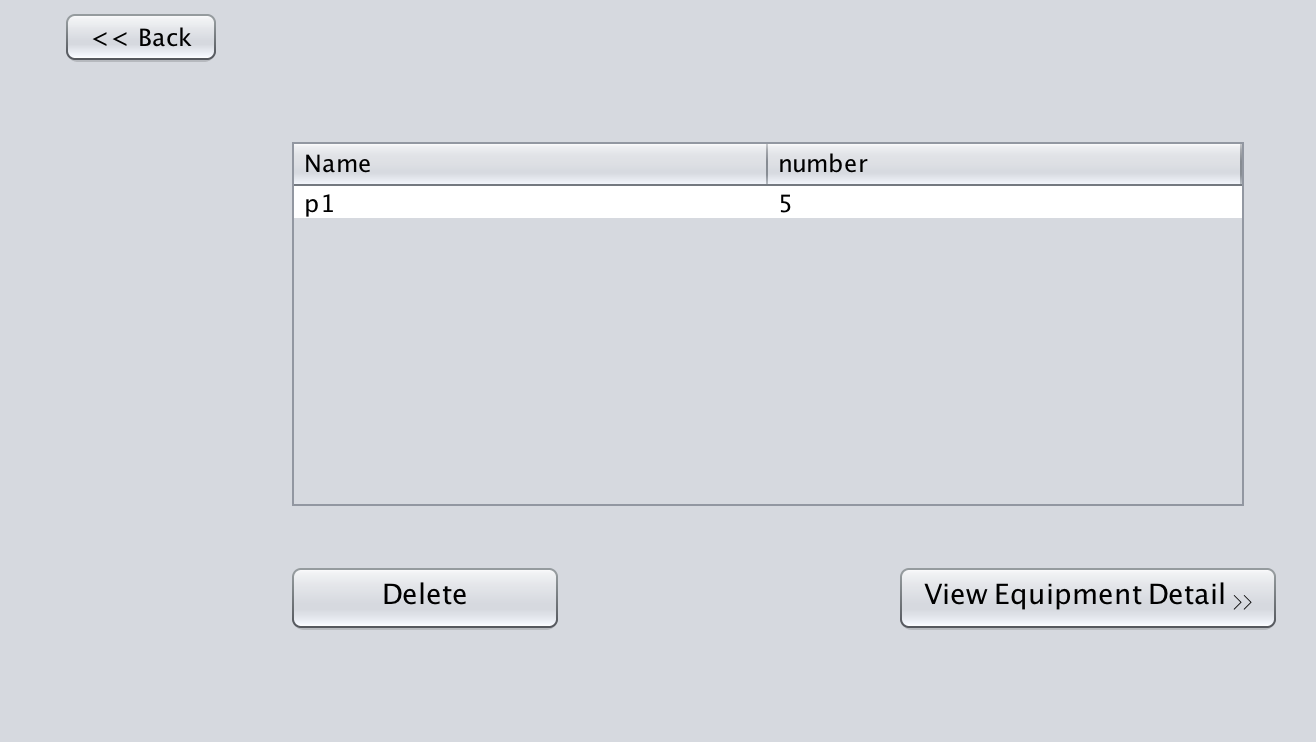 << Back
Name number
p1 5
Delete
View Equipment Detail >>